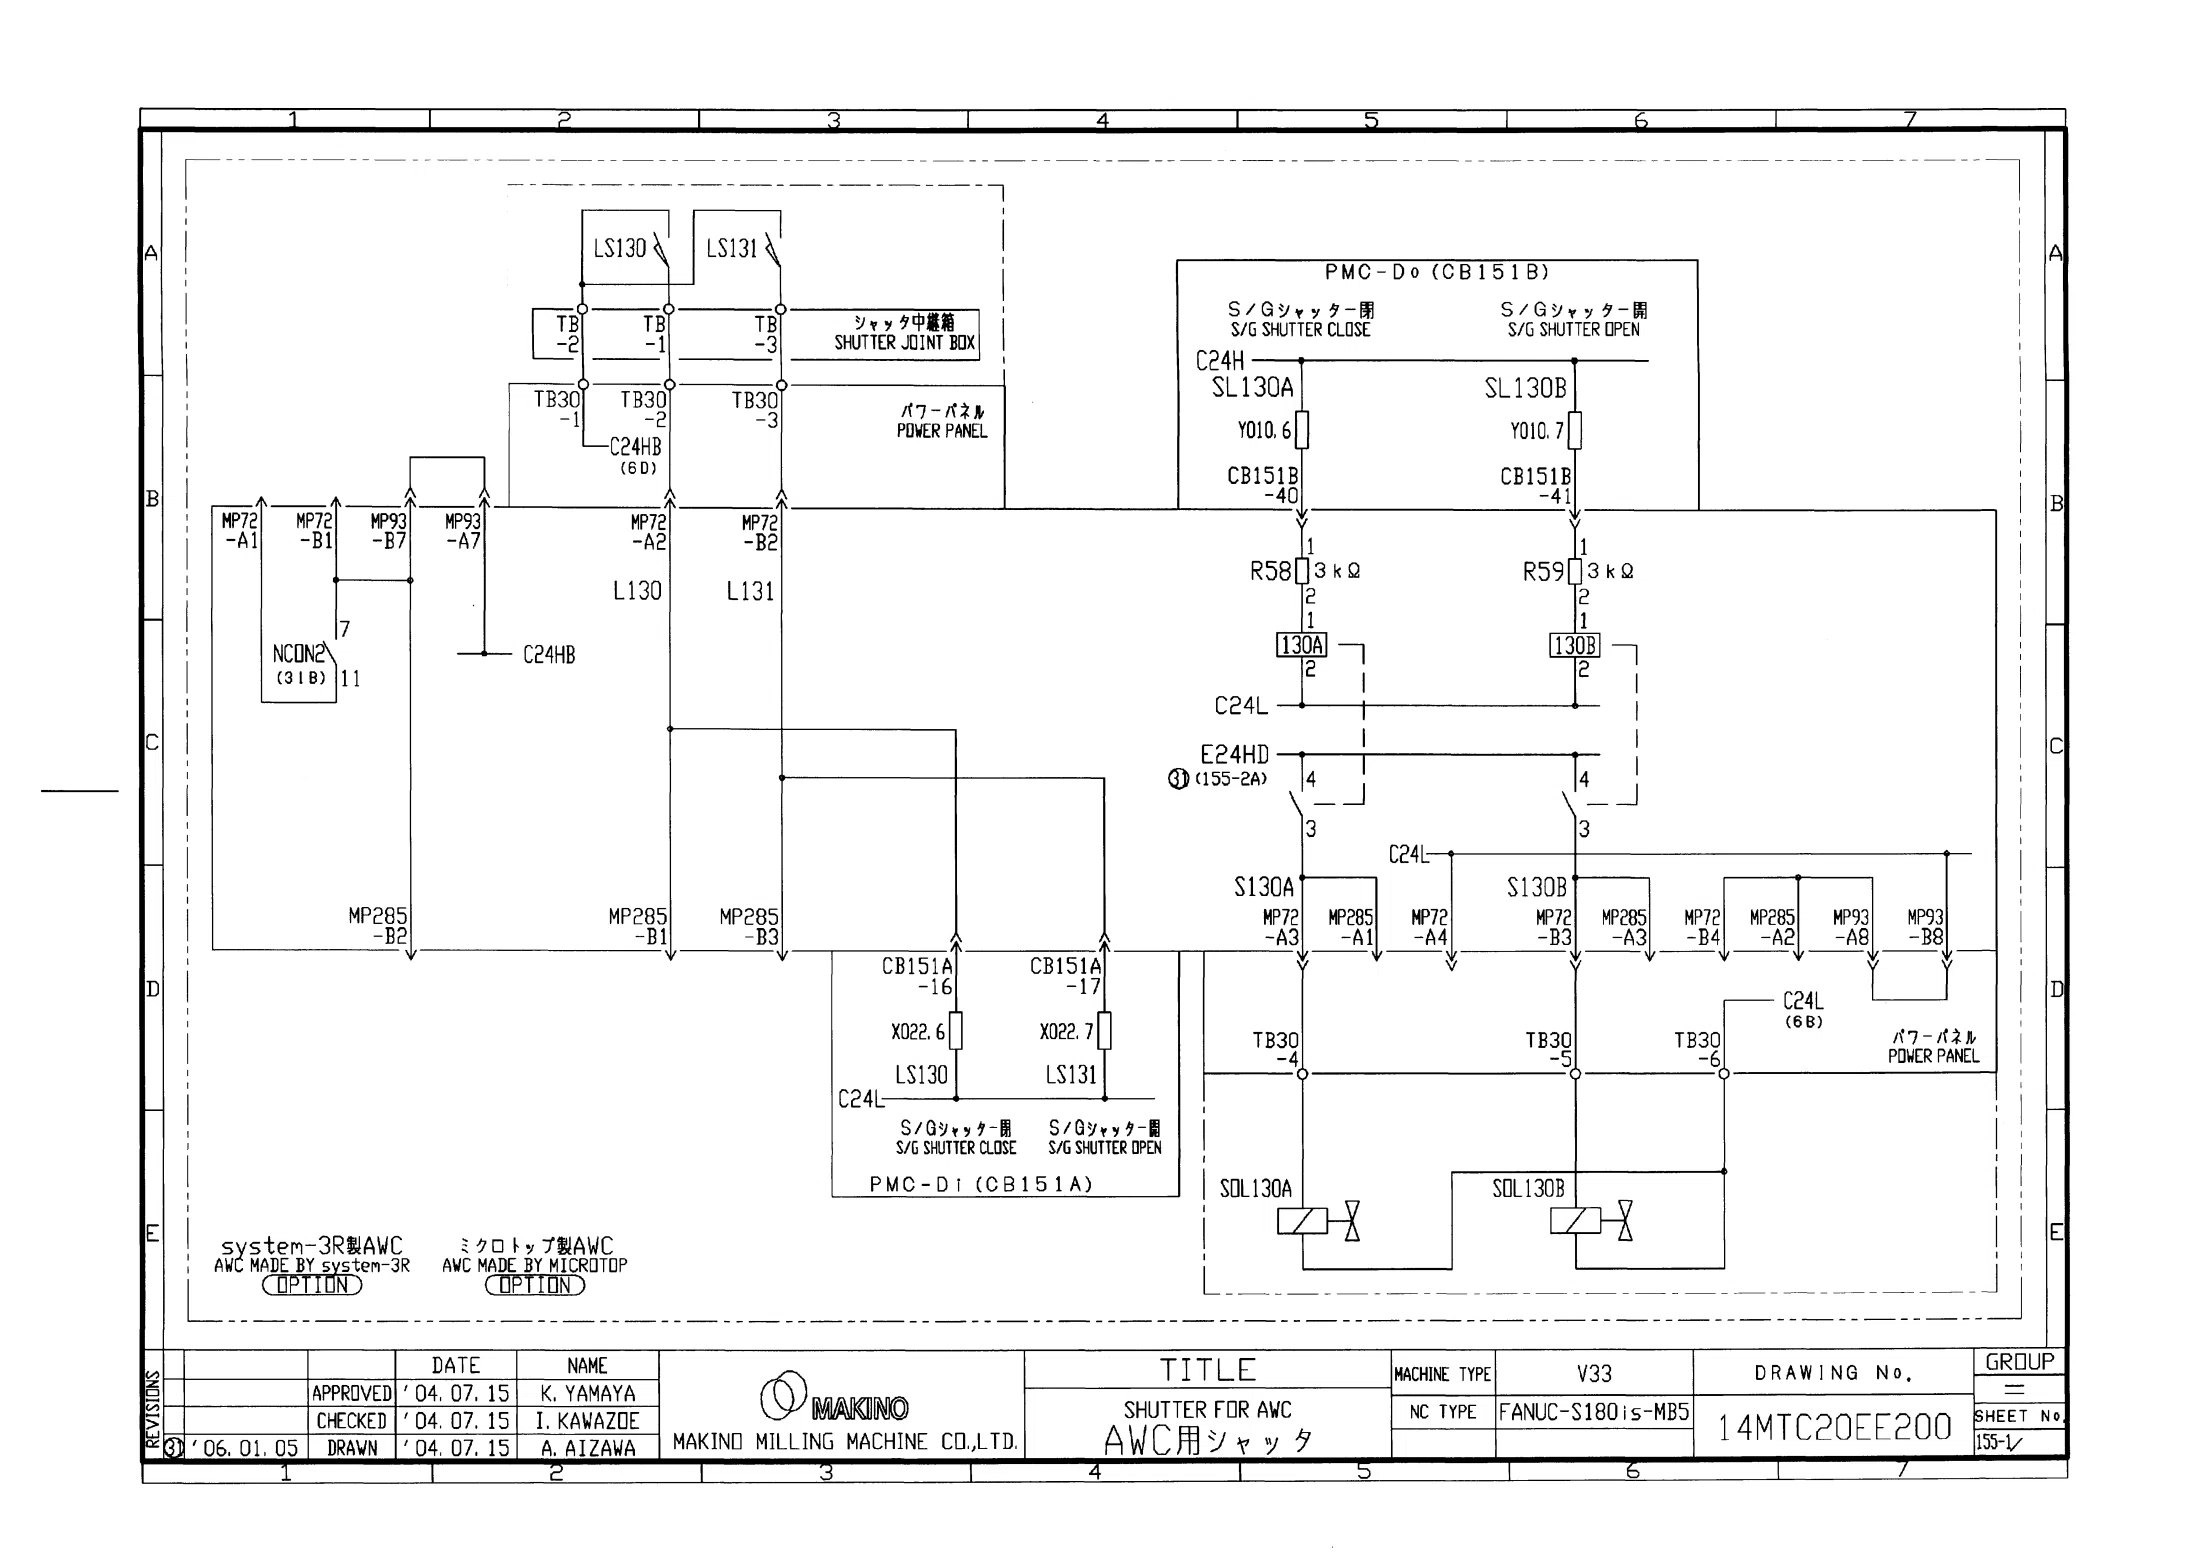 1 2 3 4 5 6 7
A
B
C
D
E
A
B
C
D
E
LS130
LS131
TB
-2
TB
-1
TB
-3
シャッタ中継箱
SHUTTER JOINT BOX
TB30
-1
TB30
-2
TB30
-3
パワーパネル
POWER PANEL
C24HB
(6D)
MP72
-A1
MP72
-B1
MP93
-B7
MP93
-A7
MP72
-A2
MP72
-B2
L130
L131
7
NCON2
(31B)
11
C24HB
MP285
-B2
MP285
-B1
MP285
-B3
CB151A
-16
CB151A
-17
X022.6
X022.7
LS130
LS131
C24L
S/Gシャッター閉
S/G SHUTTER CLOSE
S/Gシャッター開
S/G SHUTTER OPEN
PMC-Di(CB151A)
PMC-Do(CB151B)
S/Gシャッター閉
S/G SHUTTER CLOSE
S/Gシャッター開
S/G SHUTTER OPEN
C24H
SL130A
SL130B
Y010.6
Y010.7
CB151B
-40
CB151B
-41
1
R58
3kΩ
2
1
R59
3kΩ
2
1
130A
2
1
130B
2
C24L
E24HD
31 (155-2A)
4
3
4
3
C24L
S130A
S130B
MP72
-A3
MP285
-A1
MP72
-A4
MP72
-B3
MP285
-A3
MP72
-B4
MP285
-A2
MP93
-A8
MP93
-B8
C24L
(6B)
TB30
-4
TB30
-5
TB30
-6
パワーパネル
POWER PANEL
SOL130A
SOL130B
system-3R製AWC
AWC MADE BY system-3R
OPTION
ミクロトップ製AWC
AWC MADE BY MICROTOP
OPTION
REVISIONS
31 '06.01.05
DATE NAME
APPROVED '04.07.15 K. YAMAYA
CHECKED '04.07.15 I. KAWAZOE
DRAWN '04.07.15 A. AIZAWA
MAKINO
MAKINO MILLING MACHINE CO.,LTD.
TITLE
SHUTTER FOR AWC
AWC用シャッタ
MACHINE TYPE V33
NC TYPE FANUC-S180is-MB5
DRAWING No.
14MTC20EE200
GROUP
=
SHEET No.
155-1/
1 2 3 4 5 6 7